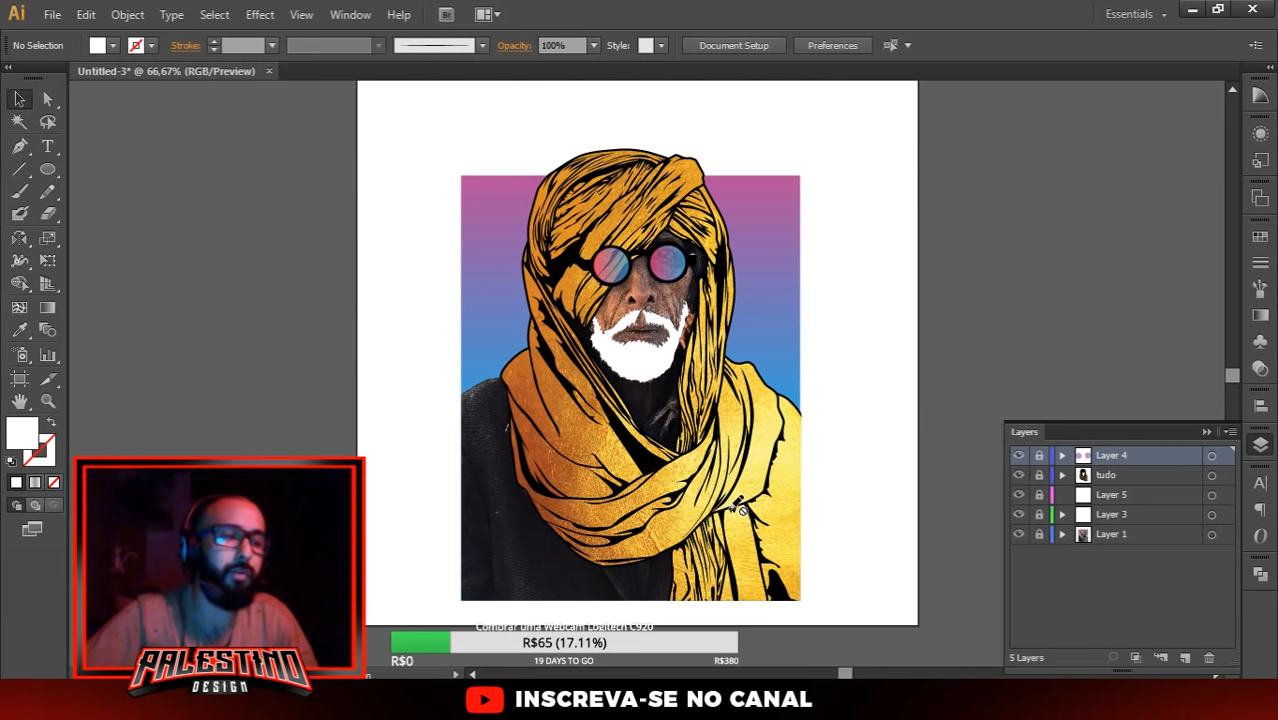 Ai File Edit Object Type Select Effect View Window Help Br Essentials
No Selection Stroke: Opacity: 100% Style: Document Setup Preferences
Untitled-3* @ 66,67% (RGB/Preview)
Layers
Layer 4
tudo
Layer 5
Layer 3
Layer 1
5 Layers
Comprar uma Webcam Logitech C920
R$65 (17.11%)
R$0 19 DAYS TO GO R$380
PALESTINO
DESIGN
INSCREVA-SE NO CANAL